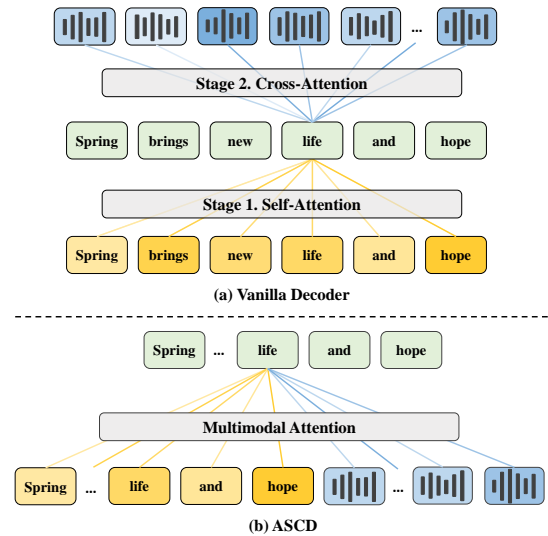 ...
Stage 2. Cross-Attention
Spring brings new life and hope
Stage 1. Self-Attention
Spring brings new life and hope
(a) Vanilla Decoder
Spring ... life and hope
Multimodal Attention
Spring ... life and hope ...
(b) ASCD